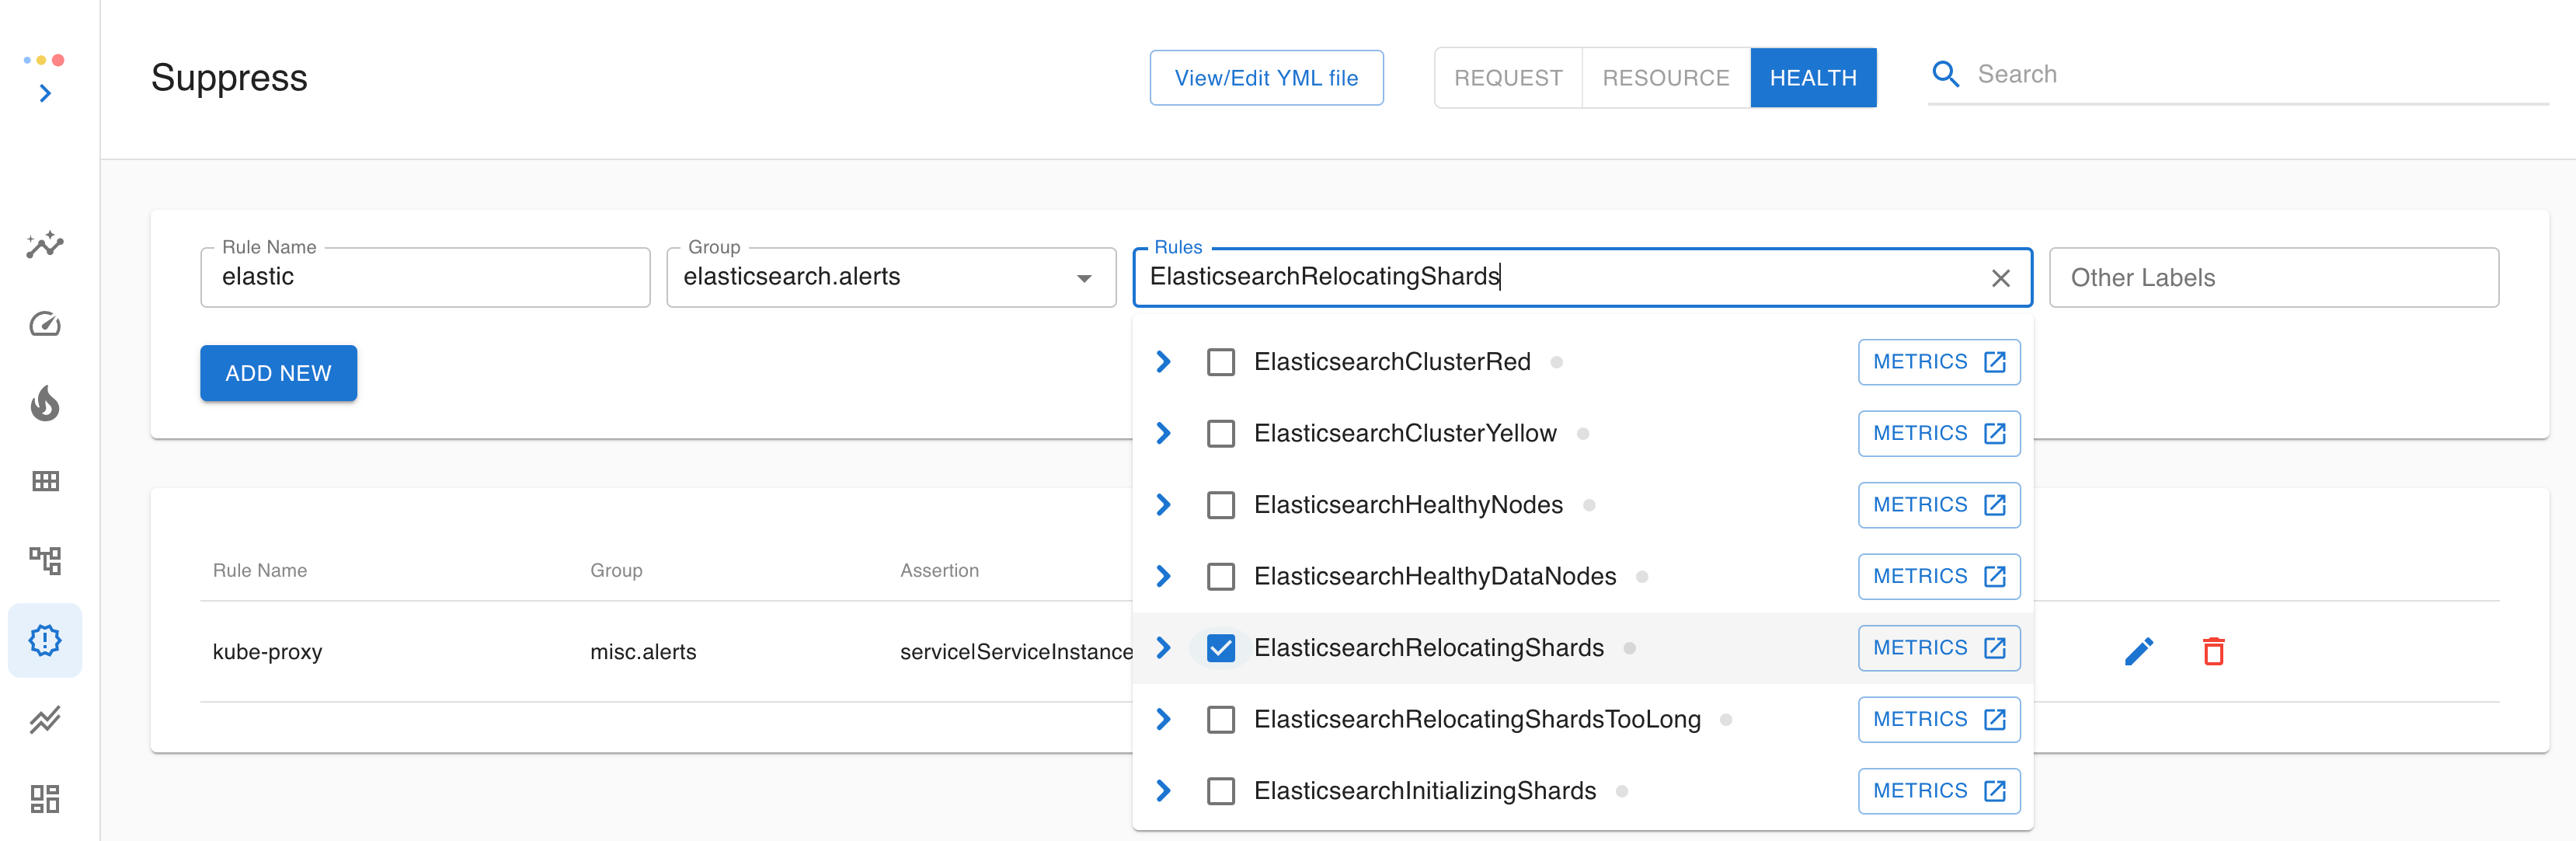 Suppress
View/Edit YML file
REQUEST
RESOURCE
HEALTH
Search
Rule Name
elastic
Group
elasticsearch.alerts
Rules
ElasticsearchRelocatingShards
Other Labels
ADD NEW
ElasticsearchClusterRed
METRICS
ElasticsearchClusterYellow
METRICS
ElasticsearchHealthyNodes
METRICS
ElasticsearchHealthyDataNodes
METRICS
ElasticsearchRelocatingShards
METRICS
ElasticsearchRelocatingShardsTooLong
METRICS
ElasticsearchInitializingShards
METRICS
Rule Name
Group
Assertion
kube-proxy
misc.alerts
service|ServiceInstance